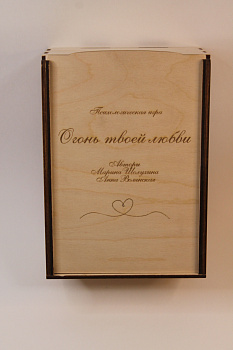 Психологическая игра
Огонь твоей любви
Авторы
Марина
Анна